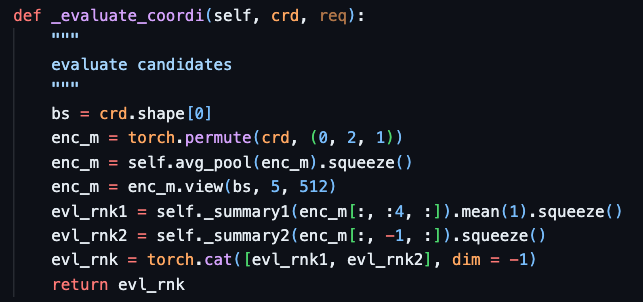 def _evaluate_coordi(self, crd, req):
"""
evaluate candidates
"""
bs = crd.shape[0]
enc_m = torch.permute(crd, (0, 2, 1))
enc_m = self.avg_pool(enc_m).squeeze()
enc_m = enc_m.view(bs, 5, 512)
evl_rnk1 = self._summary1(enc_m[:, :4, :]).mean(1).squeeze()
evl_rnk2 = self._summary2(enc_m[:, -1, :]).squeeze()
evl_rnk = torch.cat([evl_rnk1, evl_rnk2], dim = -1)
return evl_rnk